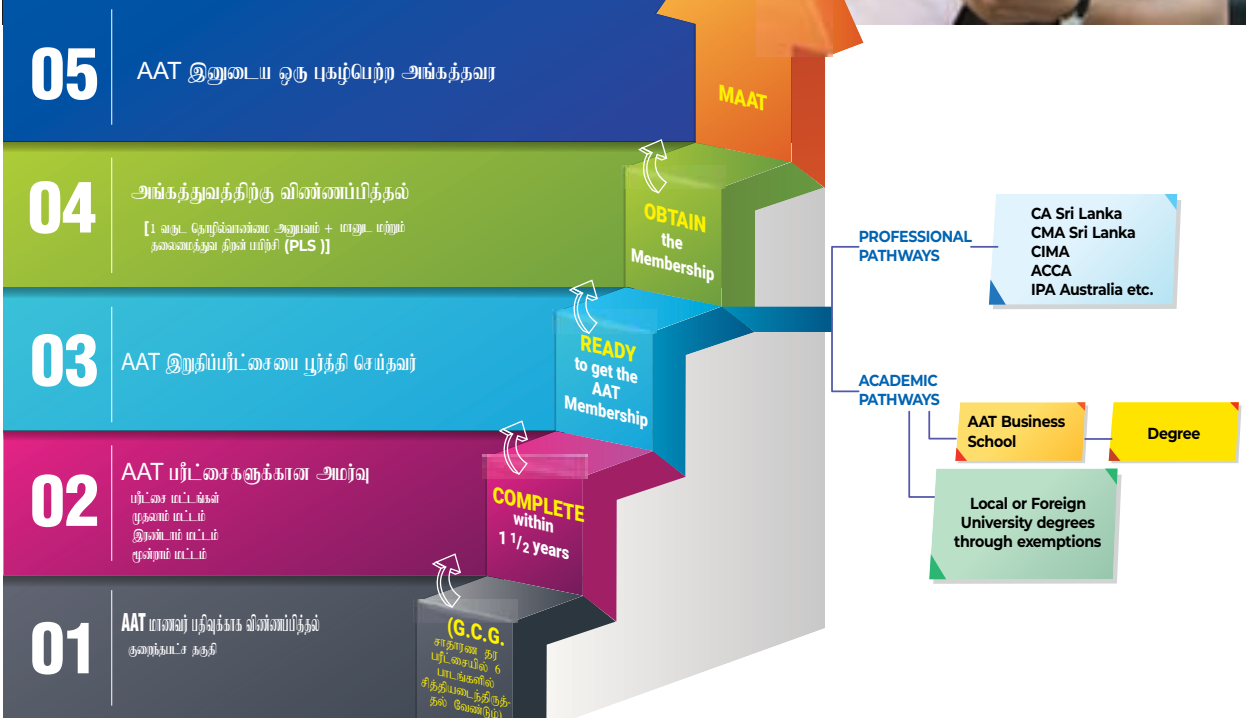 05
AAT இனுடைய ஒரு புகழ்பெற்ற அங்கத்தவர
MAAT
04
அங்கத்துவத்திற்கு விண்ணப்பித்தல்
[1 வருட தொழில்வாண்மை அனுபவம் + மானுட மற்றும்
தலைமைத்துவ திறன் பயிற்சி (PLS )]
OBTAIN
the
Membership
03
AAT இறுதிப்பரீட்சையை பூர்த்தி செய்தவர்
READY
to get the
AAT
Membership
02
AAT பரீட்சைகளுக்கான அமர்வு
பரீட்சை மட்டங்கள்
முதலாம் மட்டம்
இரண்டாம் மட்டம்
மூன்றாம் மட்டம்
COMPLETE
within
1 1/2 years
01
AAT மாணவர் பதிவுக்காக விண்ணப்பித்தல்
குறைந்தபட்ச தகுதி
(G.C.G.
சாதாரண தர
பரீட்சையில் 6
பாடங்களில்
சித்தியடைந்திருத்-
தல் வேண்டும்)
PROFESSIONAL
PATHWAYS
CA Sri Lanka
CMA Sri Lanka
CIMA
ACCA
IPA Australia etc.
ACADEMIC
PATHWAYS
AAT Business
School
Degree
Local or Foreign
University degrees
through exemptions